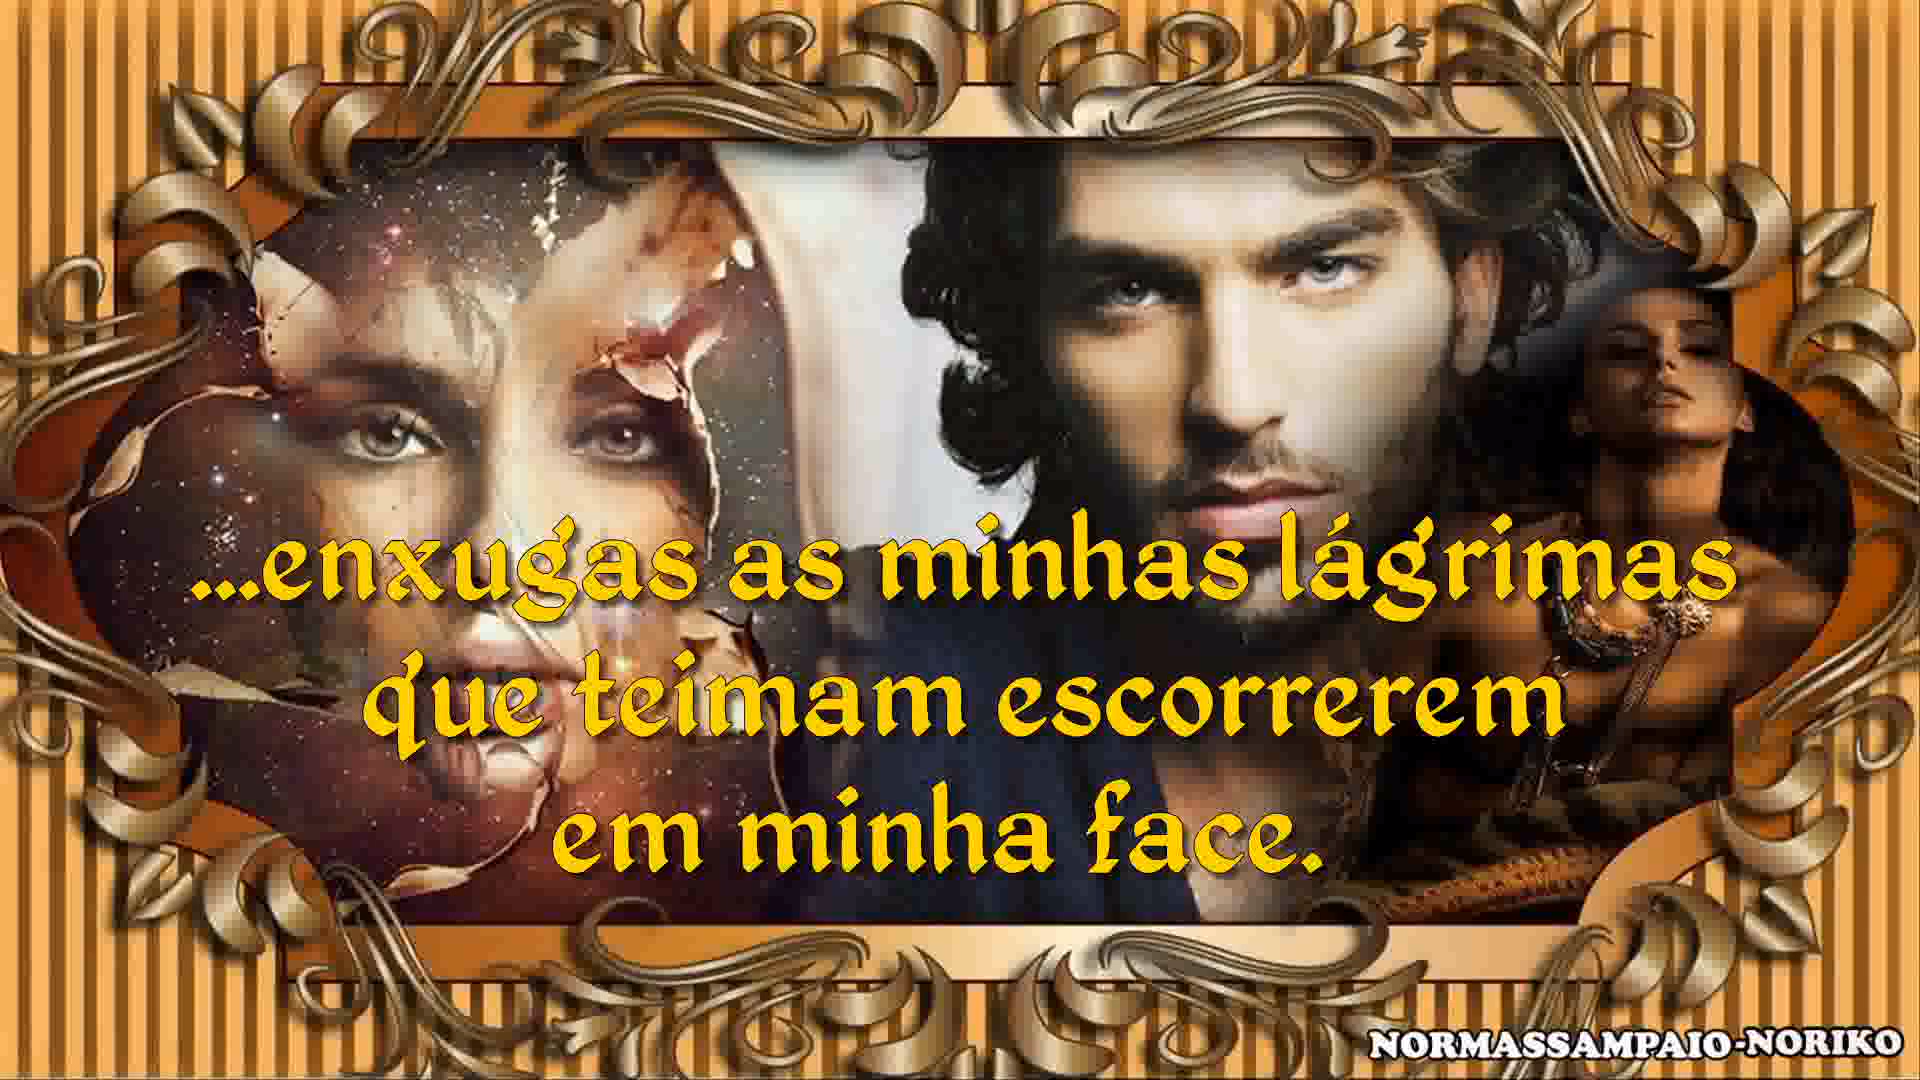 ...enxugas as minhas lágrimas
que teimam escorrerem
em minha face.
NORMASSAMPAIO-NORIKO